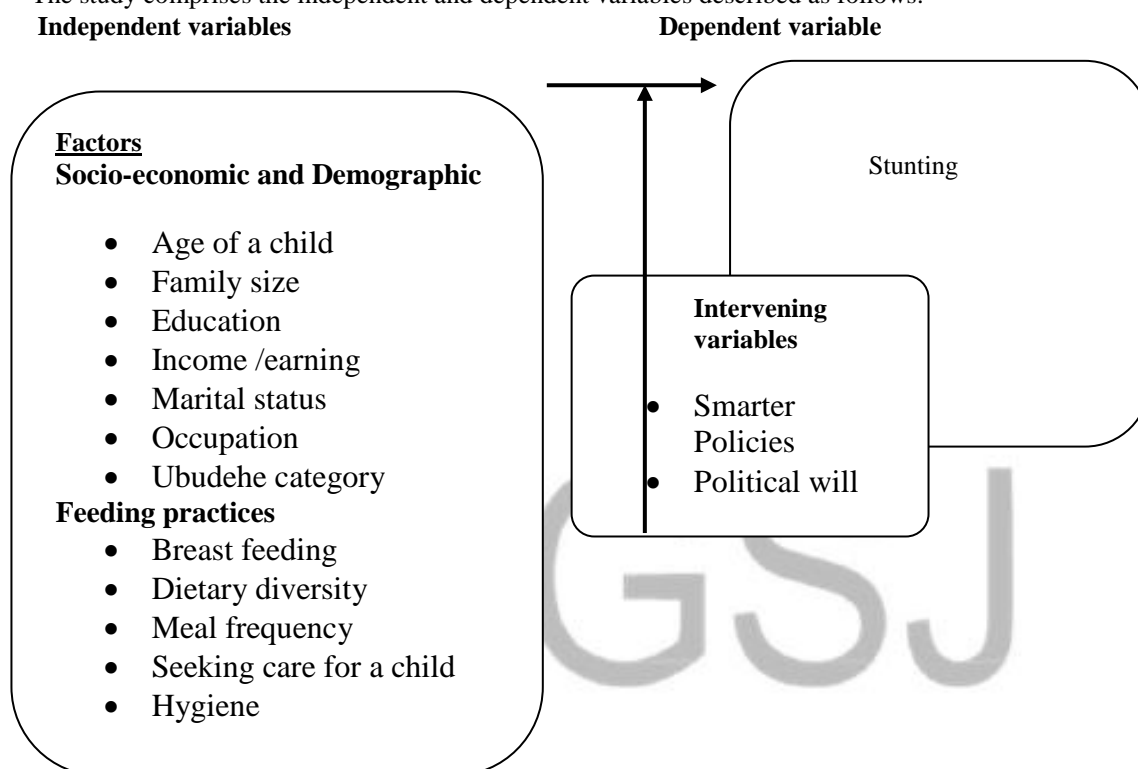 The study comprises the independent and dependent variables described as follows:
Independent variables
Dependent variable
Factors
Socio-economic and Demographic
• Age of a child
• Family size
• Education
• Income /earning
• Marital status
• Occupation
• Ubudehe category
Feeding practices
• Breast feeding
• Dietary diversity
• Meal frequency
• Seeking care for a child
• Hygiene
Intervening
variables
• Smarter
Policies
• Political will
Stunting
GSJ